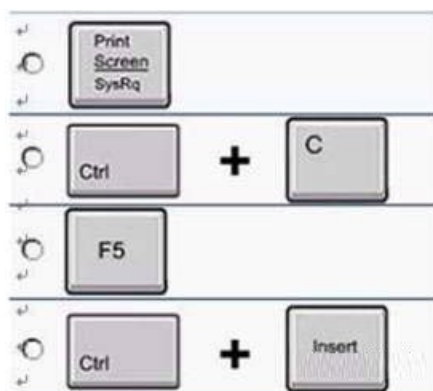 Print
Screen
SysRq
Ctrl + C
F5
Ctrl + Insert